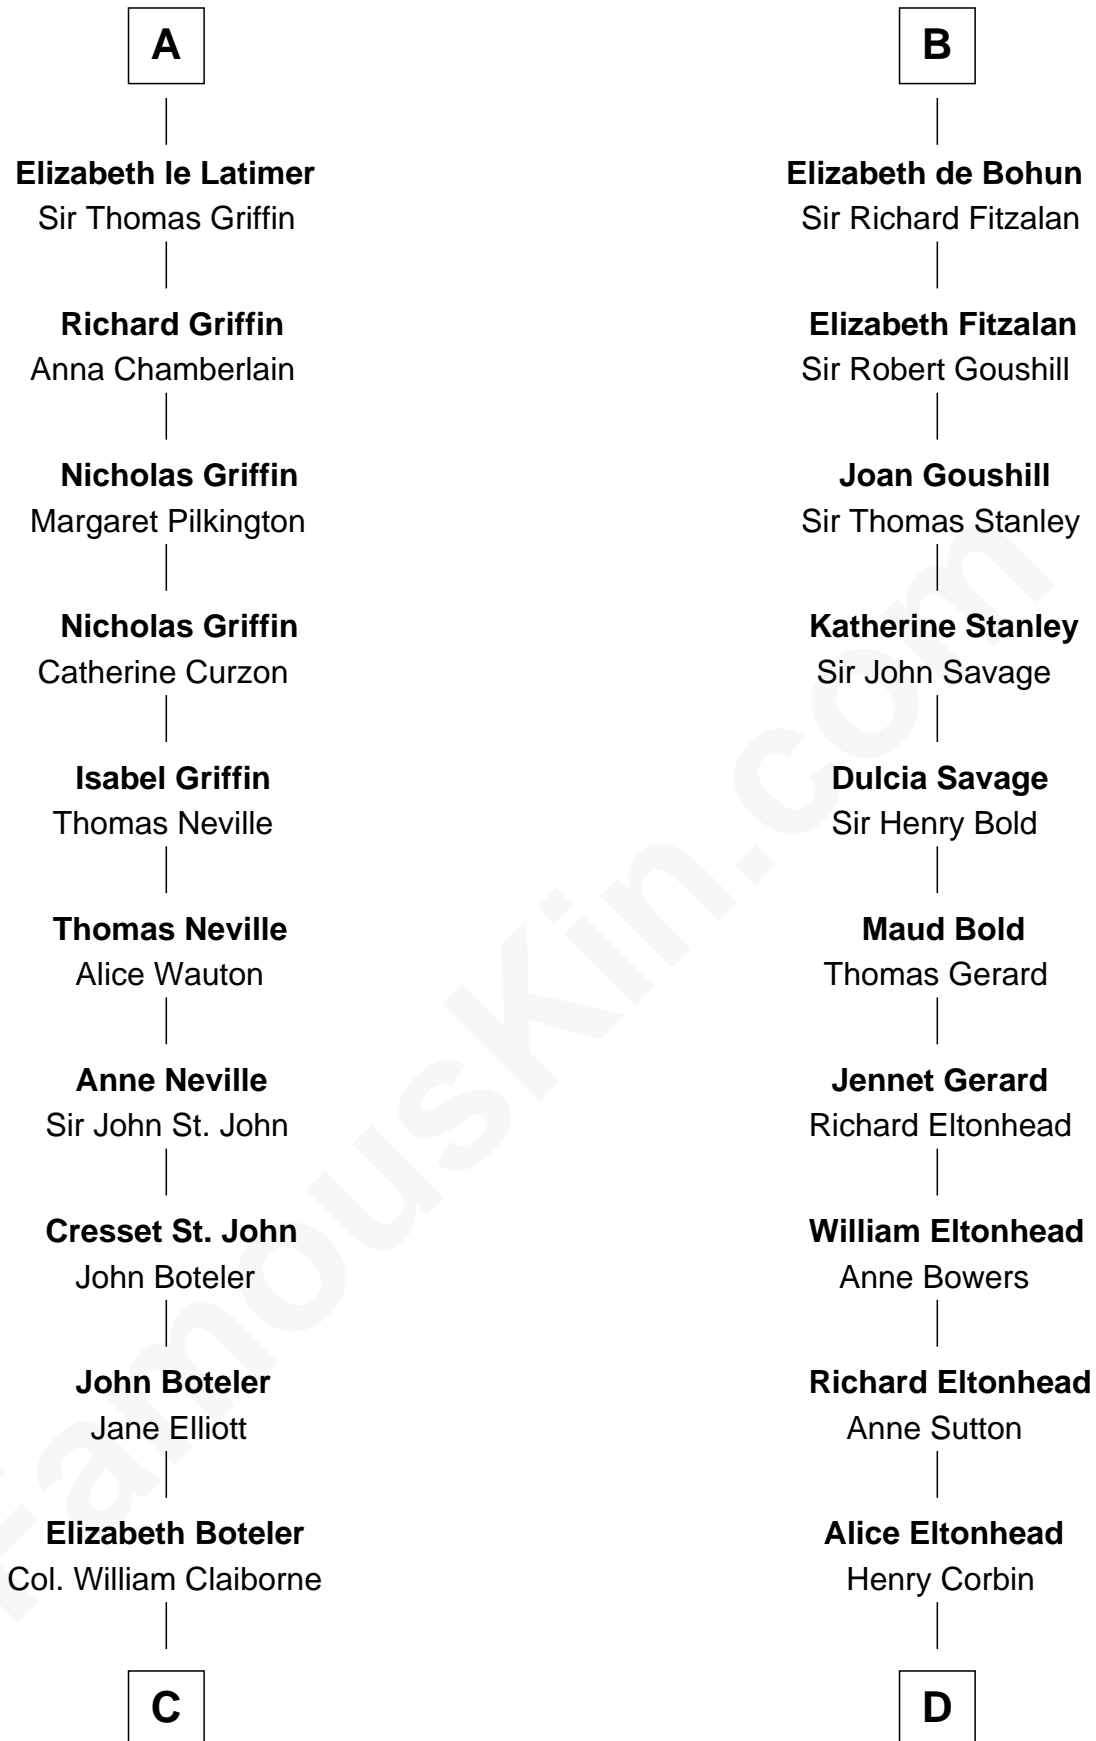 A
Elizabeth le Latimer
Sir Thomas Griffin
Richard Griffin
Anna Chamberlain
Nicholas Griffin
Margaret Pilkington
Nicholas Griffin
Catherine Curzon
Isabel Griffin
Thomas Neville
Thomas Neville
Alice Wauton
Anne Neville
Sir John St. John
Cresset St. John
John Boteler
John Boteler
Jane Elliott
Elizabeth Boteler
Col. William Claiborne
C
B
Elizabeth de Bohun
Sir Richard Fitzalan
Elizabeth Fitzalan
Sir Robert Goushill
Joan Goushill
Sir Thomas Stanley
Katherine Stanley
Sir John Savage
Dulcia Savage
Sir Henry Bold
Maud Bold
Thomas Gerard
Jennet Gerard
Richard Eltonhead
William Eltonhead
Anne Bowers
Richard Eltonhead
Anne Sutton
Alice Eltonhead
Henry Corbin
D
FamousKin.com